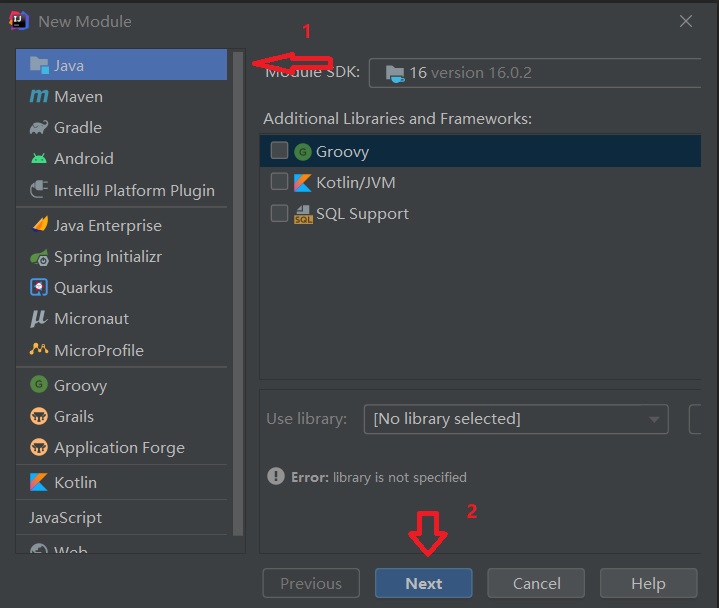 New Module
1
Java
Maven
Gradle
Android
IntelliJ Platform Plugin
Java Enterprise
Spring Initializr
Quarkus
Micronaut
MicroProfile
Groovy
Grails
Application Forge
Kotlin
JavaScript
Web
Module SDK: 16 version 16.0.2
Additional Libraries and Frameworks:
Groovy
Kotlin/JVM
SQL Support
Use library: [No library selected]
Error: library is not specified
2
Previous Next Cancel Help